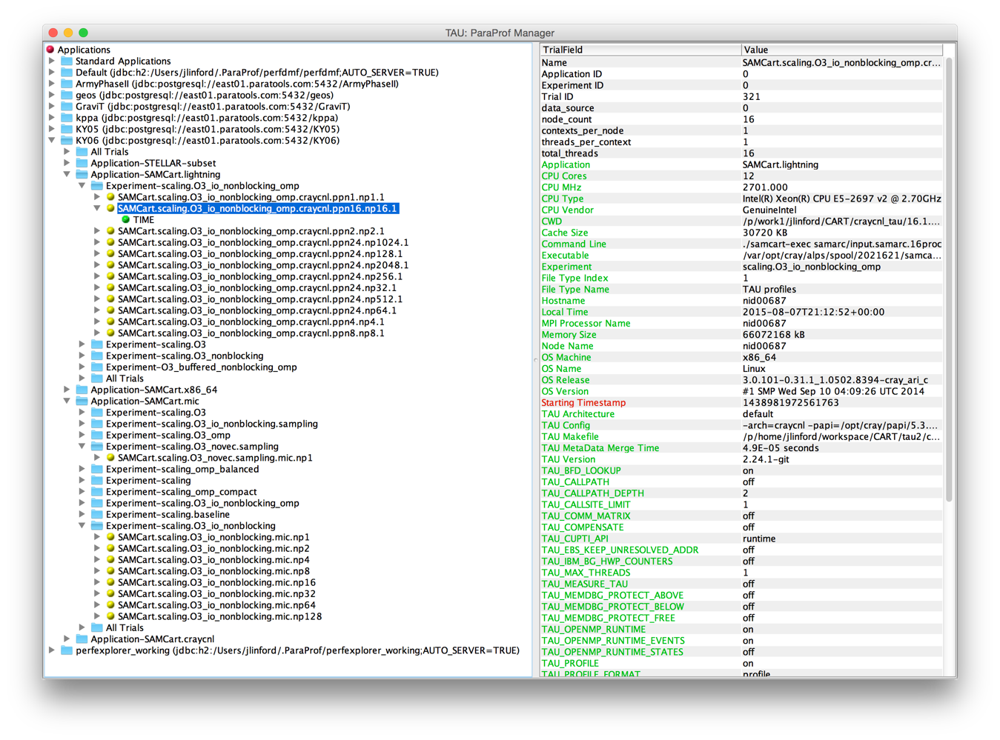 TAU: ParaProf Manager
Applications
Standard Applications
Default (jdbc:h2:/Users/jlinford/.ParaProf/perfdmf/perfdmf;AUTO_SERVER=TRUE)
ArmyPhaseII (jdbc:postgresql://east01.paratools.com:5432/ArmyPhaseII)
geos (jdbc:postgresql://east01.paratools.com:5432/geos)
GraviT (jdbc:postgresql://east01.paratools.com:5432/GraviT)
kppa (jdbc:postgresql://east01.paratools.com:5432/kppa)
KY05 (jdbc:postgresql://east01.paratools.com:5432/KY05)
KY06 (jdbc:postgresql://east01.paratools.com:5432/KY06)
All Trials
Application-STELLAR-subset
Application-SAMCart.lightning
Experiment-scaling.O3_io_nonblocking_omp
SAMCart.scaling.O3_io_nonblocking_omp.craycnl.ppn1.np1.1
SAMCart.scaling.O3_io_nonblocking_omp.craycnl.ppn16.np16.1
TIME
SAMCart.scaling.O3_io_nonblocking_omp.craycnl.ppn2.np2.1
SAMCart.scaling.O3_io_nonblocking_omp.craycnl.ppn24.np1024.1
SAMCart.scaling.O3_io_nonblocking_omp.craycnl.ppn24.np128.1
SAMCart.scaling.O3_io_nonblocking_omp.craycnl.ppn24.np2048.1
SAMCart.scaling.O3_io_nonblocking_omp.craycnl.ppn24.np256.1
SAMCart.scaling.O3_io_nonblocking_omp.craycnl.ppn24.np32.1
SAMCart.scaling.O3_io_nonblocking_omp.craycnl.ppn24.np512.1
SAMCart.scaling.O3_io_nonblocking_omp.craycnl.ppn24.np64.1
SAMCart.scaling.O3_io_nonblocking_omp.craycnl.ppn4.np4.1
SAMCart.scaling.O3_io_nonblocking_omp.craycnl.ppn8.np8.1
Experiment-scaling.O3
Experiment-scaling.O3_nonblocking
Experiment-O3_buffered_nonblocking_omp
All Trials
Application-SAMCart.x86_64
Application-SAMCart.mic
Experiment-scaling.O3
Experiment-scaling.O3_io_nonblocking.sampling
Experiment-scaling.O3_omp
Experiment-scaling.O3_novec.sampling
SAMCart.scaling.O3_novec.sampling.mic.np1
Experiment-scaling_omp_balanced
Experiment-scaling
Experiment-scaling_omp_compact
Experiment-scaling.O3_io_nonblocking_omp
Experiment-scaling.baseline
Experiment-scaling.O3_io_nonblocking
SAMCart.scaling.O3_io_nonblocking.mic.np1
SAMCart.scaling.O3_io_nonblocking.mic.np2
SAMCart.scaling.O3_io_nonblocking.mic.np4
SAMCart.scaling.O3_io_nonblocking.mic.np8
SAMCart.scaling.O3_io_nonblocking.mic.np16
SAMCart.scaling.O3_io_nonblocking.mic.np32
SAMCart.scaling.O3_io_nonblocking.mic.np64
SAMCart.scaling.O3_io_nonblocking.mic.np128
All Trials
Application-SAMCart.craycnl
perfexplorer_working (jdbc:h2:/Users/jlinford/.ParaProf/perfexplorer_working;AUTO_SERVER=TRUE)
TrialField Value
Name SAMCart.scaling.O3_io_nonblocking_omp.cr...
Application ID 0
Experiment ID 0
Trial ID 321
data_source 0
node_count 16
contexts_per_node 1
threads_per_context 1
total_threads 16
Application SAMCart.lightning
CPU Cores 12
CPU MHz 2701.000
CPU Type Intel(R) Xeon(R) CPU E5-2697 v2 @ 2.70GHz
CPU Vendor GenuineIntel
CWD /p/work1/jlinford/CART/craycnl_tau/16.1....
Cache Size 30720 KB
Command Line ./samcart-exec samarc/input.samarc.16proc
Executable /var/opt/cray/alps/spool/2021621/samca...
Experiment scaling.O3_io_nonblocking_omp
File Type Index 1
File Type Name TAU profiles
Hostname nid00687
Local Time 2015-08-07T21:12:52+00:00
MPI Processor Name nid00687
Memory Size 66072168 kB
Node Name nid00687
OS Machine x86_64
OS Name Linux
OS Release 3.0.101-0.31.1_1.0502.8394-cray_ari_c
OS Version #1 SMP Wed Sep 10 04:09:26 UTC 2014
Starting Timestamp 1438981972561763
TAU Architecture default
TAU Config -arch=craycnl -papi=/opt/cray/papi/5.3....
TAU Makefile /p/home/jlinford/workspace/CART/tau2/c...
TAU MetaData Merge Time 4.9E-05 seconds
TAU Version 2.24.1-git
TAU_BFD_LOOKUP on
TAU_CALLPATH off
TAU_CALLPATH_DEPTH 2
TAU_CALLSITE_LIMIT 1
TAU_COMM_MATRIX off
TAU_COMPENSATE off
TAU_CUPTI_API runtime
TAU_EBS_KEEP_UNRESOLVED_ADDR off
TAU_IBM_BG_HWP_COUNTERS off
TAU_MAX_THREADS 1
TAU_MEASURE_TAU off
TAU_MEMDBG_PROTECT_ABOVE off
TAU_MEMDBG_PROTECT_BELOW off
TAU_MEMDBG_PROTECT_FREE off
TAU_OPENMP_RUNTIME on
TAU_OPENMP_RUNTIME_EVENTS on
TAU_OPENMP_RUNTIME_STATES off
TAU_PROFILE on
TAU_PROFILE_FORMAT profile